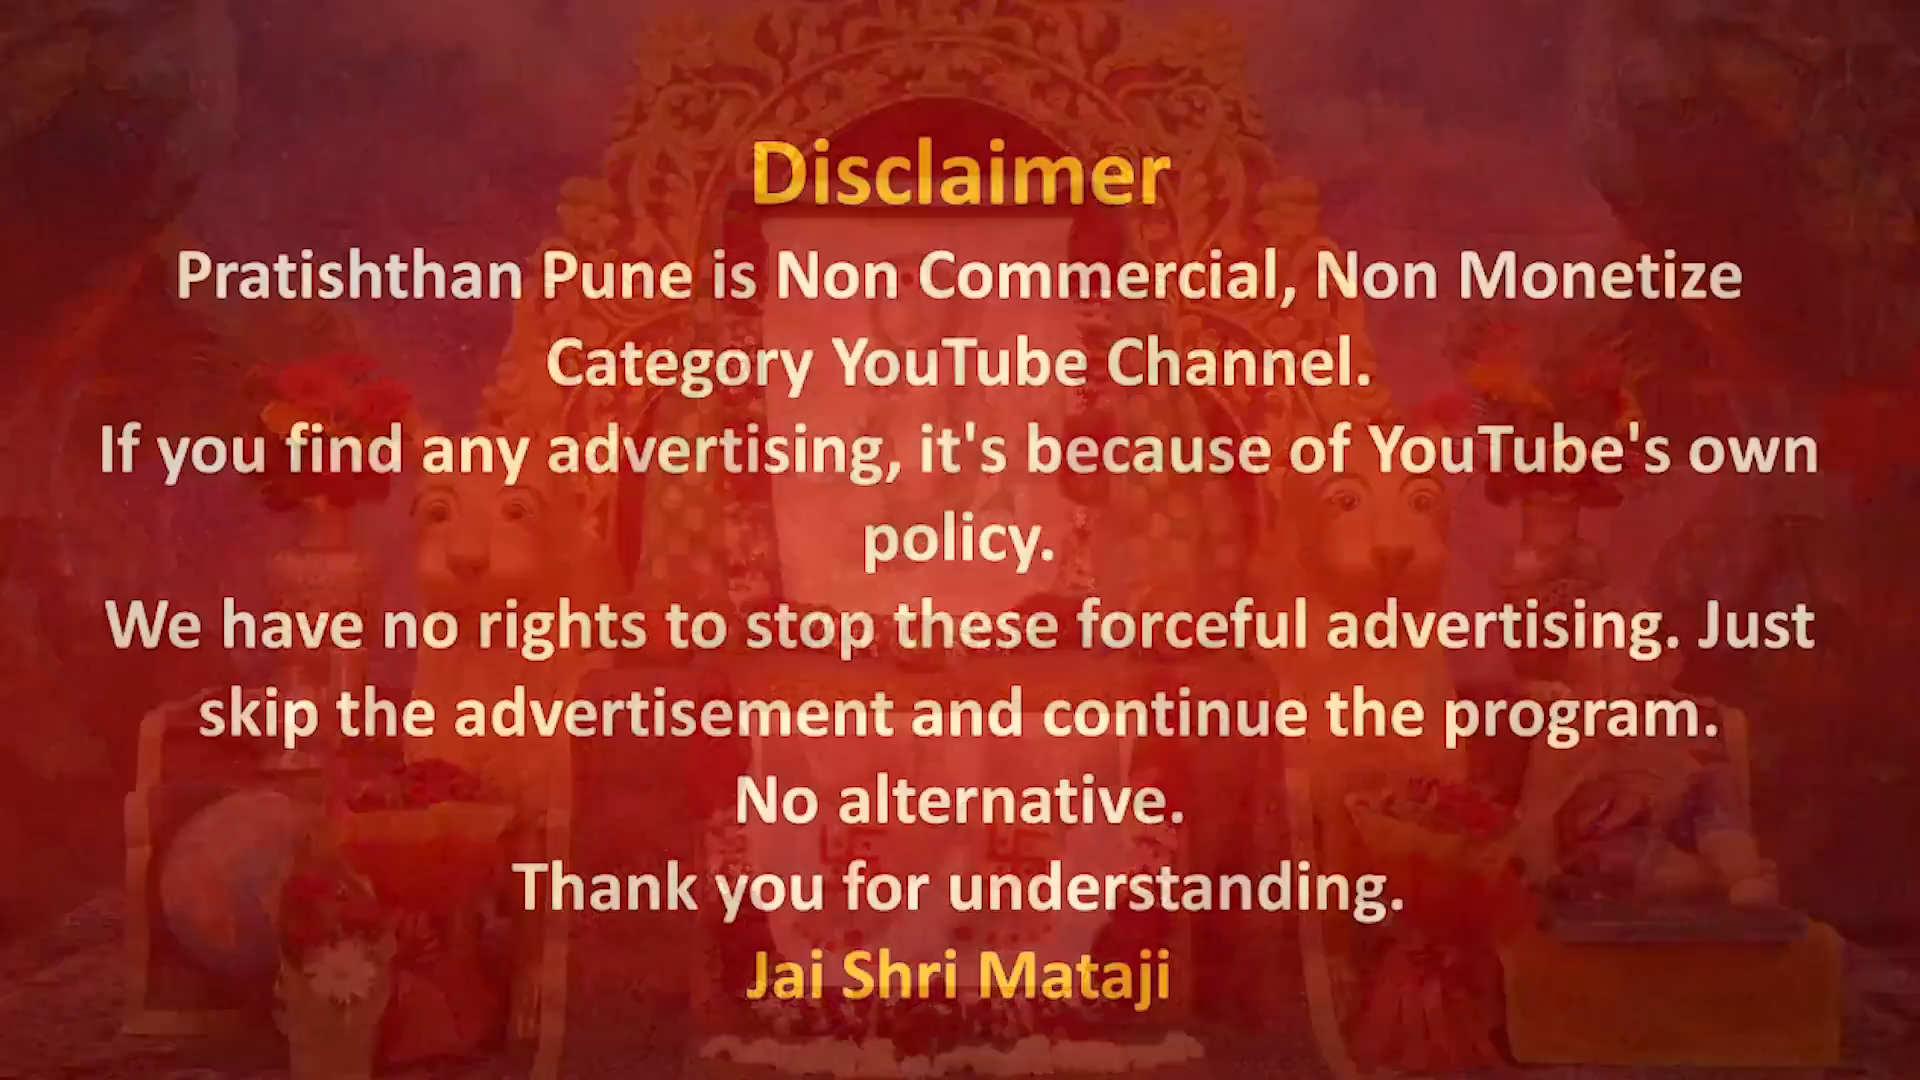 Disclaimer
Pratishthan Pune is Non Commercial, Non Monetize
Category YouTube Channel.
If you find any advertising, it's because of YouTube's own
policy.
We have no rights to stop these forceful advertising. Just
skip the advertisement and continue the program.
No alternative.
Thank you for understanding.
Jai Shri Mataji